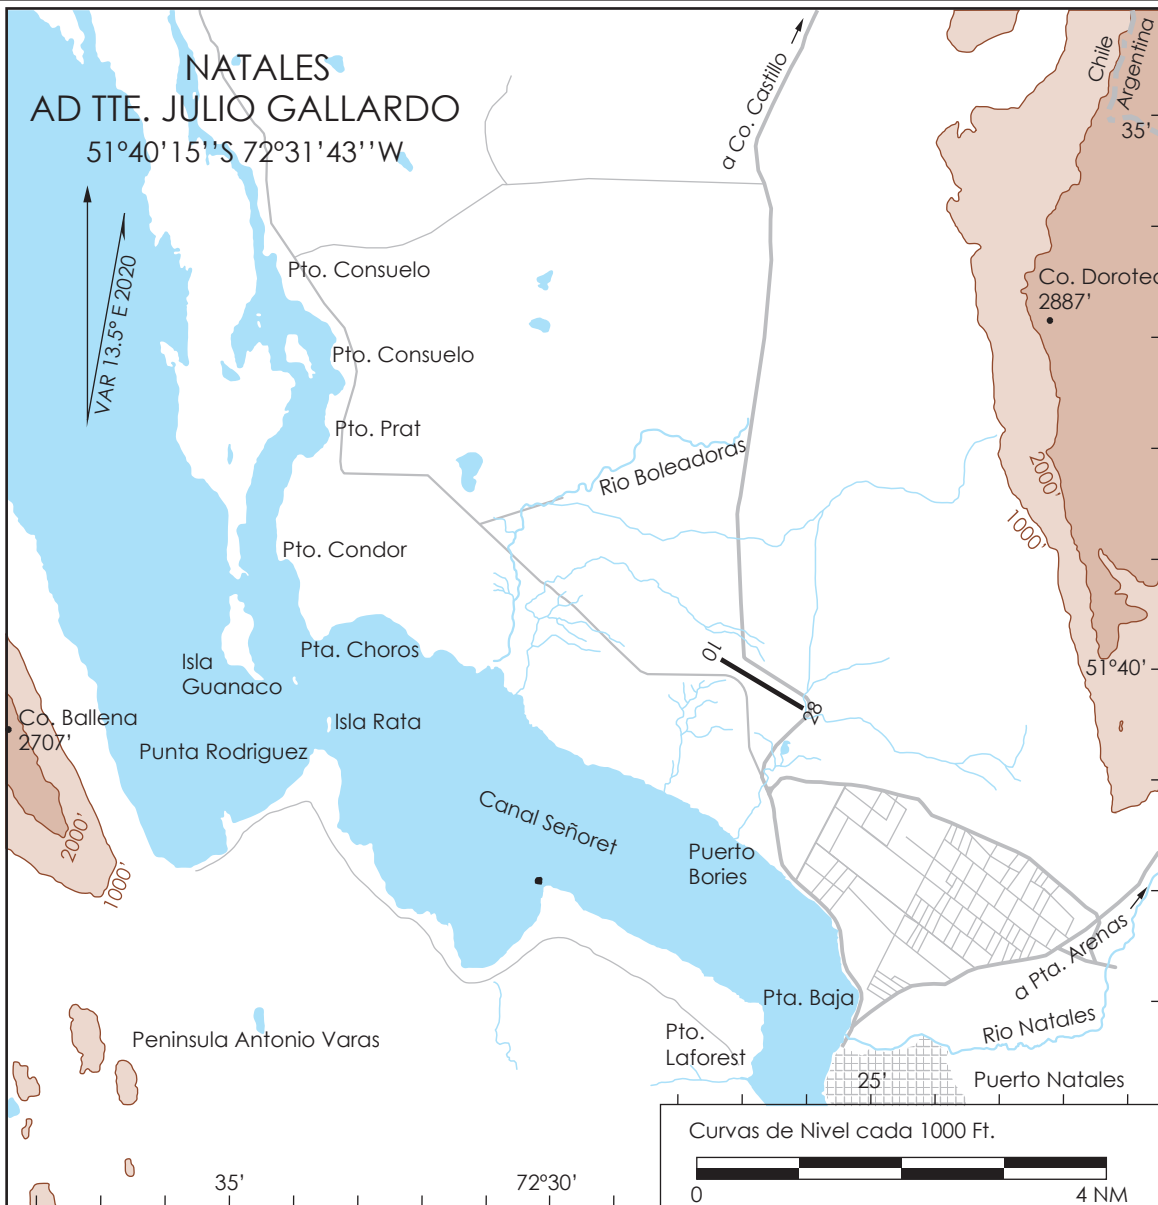 NATALES
AD TTE. JULIO GALLARDO
51°40'15''S 72°31'43''W
VAR 13.5° E 2020
a Co. Castillo
Chile
Argentina
35'
Pto. Consuelo
Co. Dorotea
2887'
Pto. Consuelo
Pto. Prat
Rio Boleadoras
2000'
1000'
Pto. Condor
Pta. Choros
01
51°40'
Isla
Guanaco
28
Co. Ballena
2707'
Isla Rata
Punta Rodriguez
Canal Señoret
2000'
1000'
Puerto
Bories
a Pta. Arenas
Pta. Baja
Rio Natales
Peninsula Antonio Varas
Pto.
Laforest
25'
Puerto Natales
Curvas de Nivel cada 1000 Ft.
0
4 NM
35'
72°30'